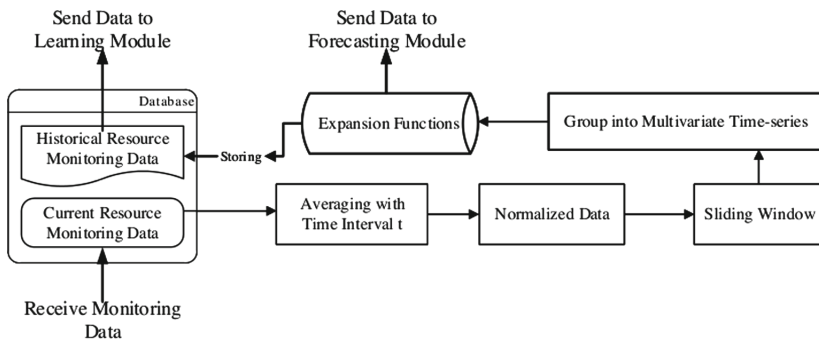 Send Data to
Learning Module
Send Data to
Forecasting Module
Database
Historical Resource
Monitoring Data
Storing
Expansion Functions
Group into Multivariate Time-series
Current Resource
Monitoring Data
Averaging with
Time Interval t
Normalized Data
Sliding Window
Receive Monitoring
Data